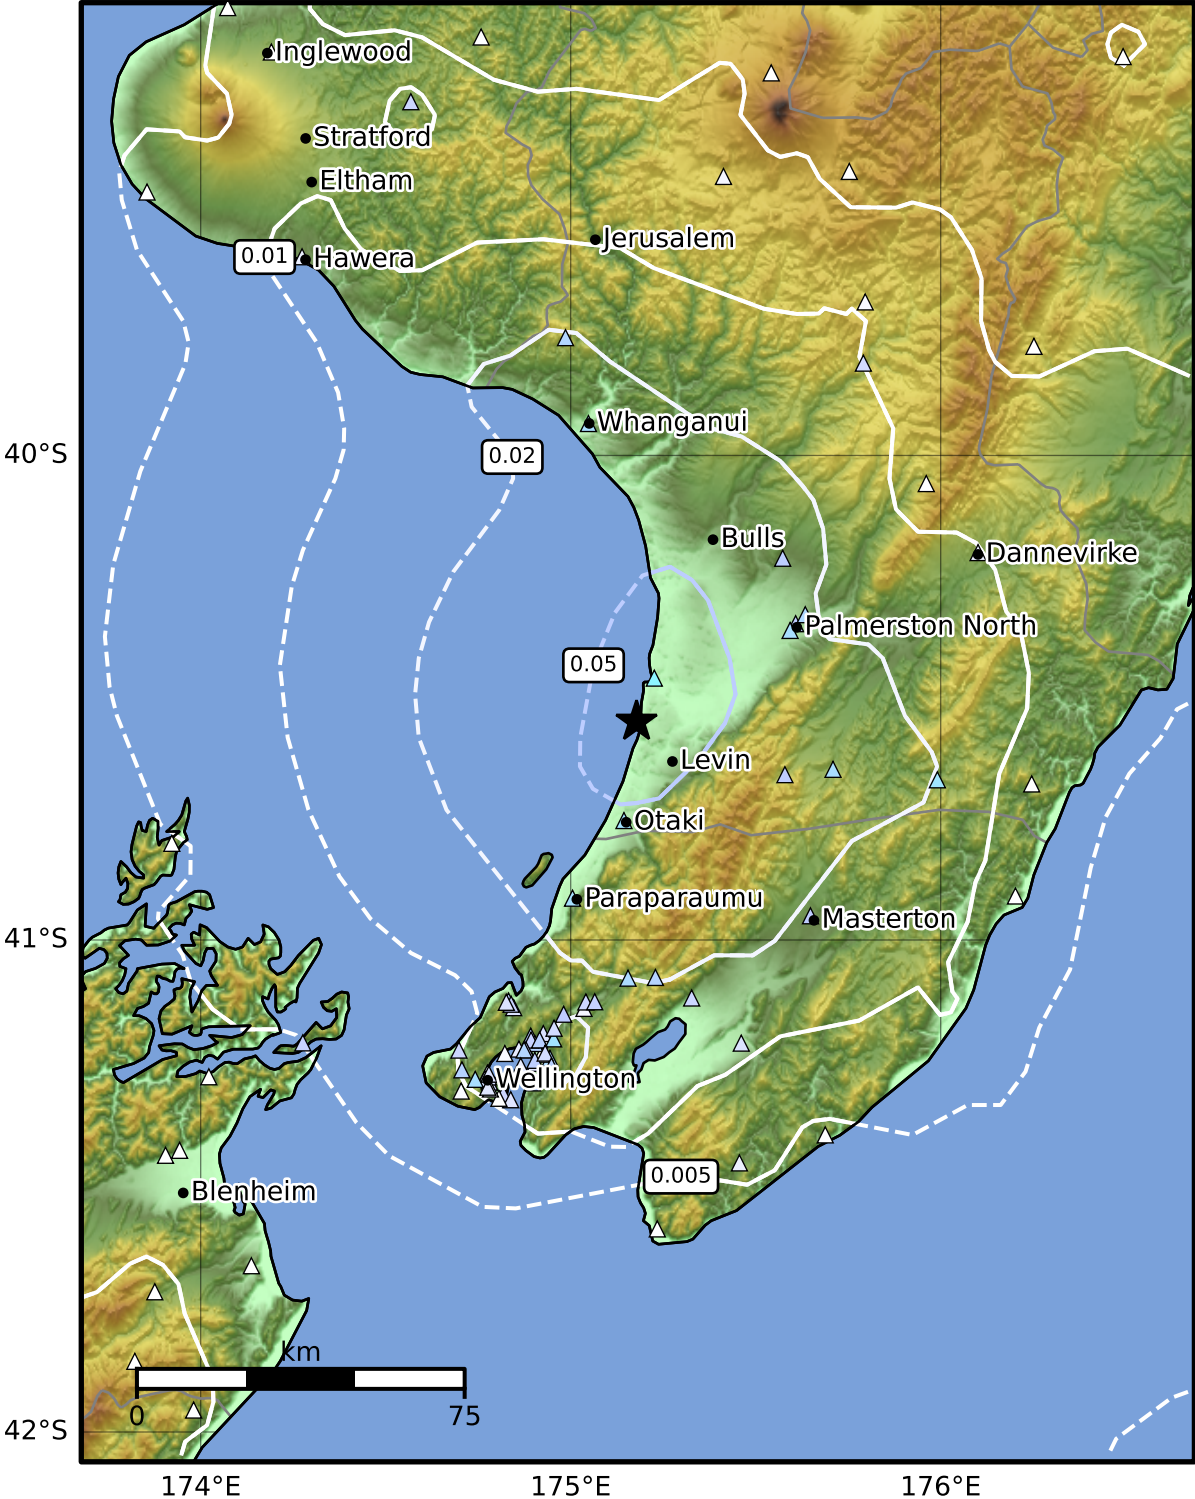 Inglewood
Stratford
Eltham
Jerusalem
0.01
Hawera
Whanganui
40°S
0.02
Bulls
Dannevirke
Palmerston North
0.05
Levin
Otaki
Paraparaumu
Masterton
41°S
Wellington
0.005
Blenheim
km
0
75
42°S
174°E
175°E
176°E